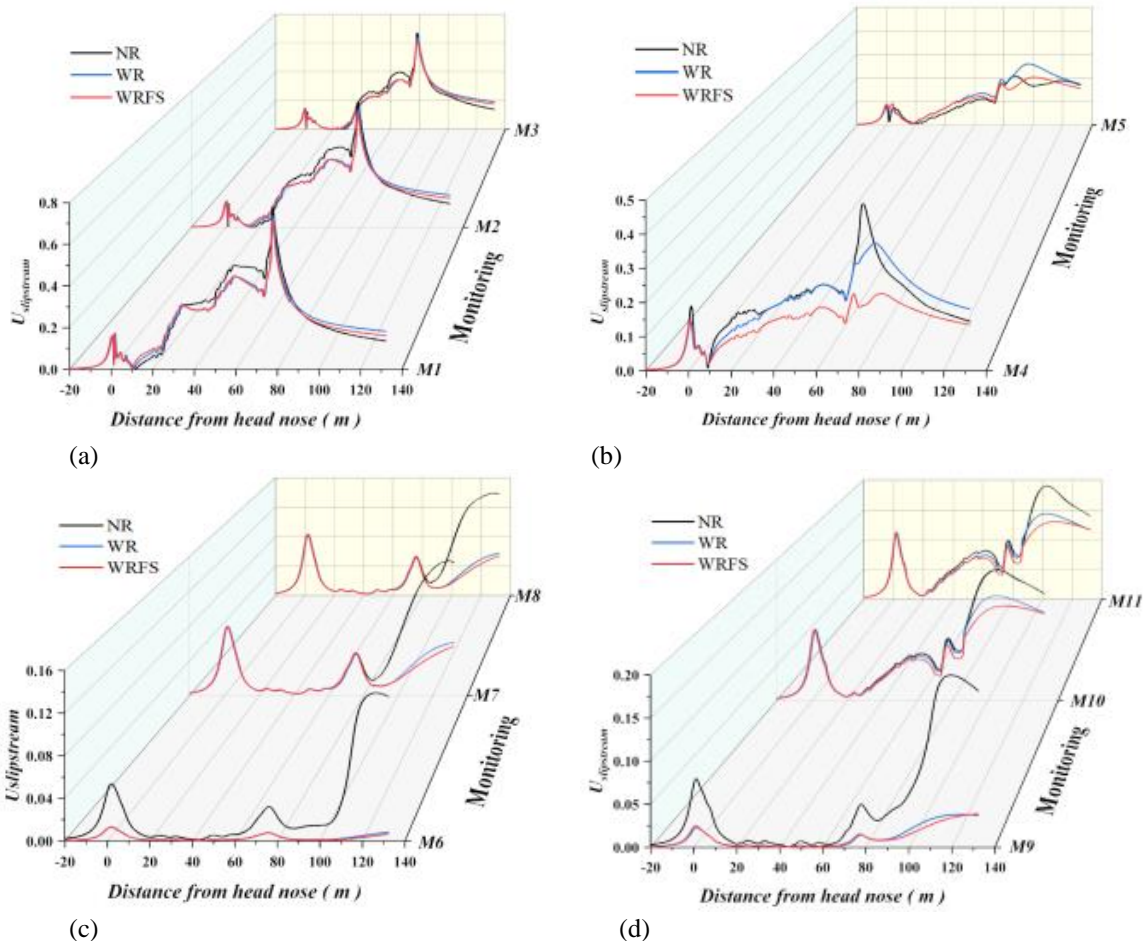 NR
WR
WRFS
M3
M2
M1
Monitoring
0.8
0.6
0.4
0.2
0.0
U slipstream
-20 0 20 40 60 80 100 120 140
Distance from head nose ( m )
(a)
NR
WR
WRFS
M5
M4
Monitoring
0.5
0.4
0.3
0.2
0.1
0.0
U slipstream
-20 0 20 40 60 80 100 120 140
Distance from head nose ( m )
(b)
NR
WR
WRFS
M8
M7
M6
Monitoring
0.16
0.12
0.08
0.04
0.00
Uslipstream
-20 0 20 40 60 80 100 120 140
Distance from head nose ( m )
(c)
NR
WR
WRFS
M11
M10
M9
Monitoring
0.20
0.15
0.10
0.05
0.00
U slipstream
-20 0 20 40 60 80 100 120 140
Distance from head nose ( m )
(d)